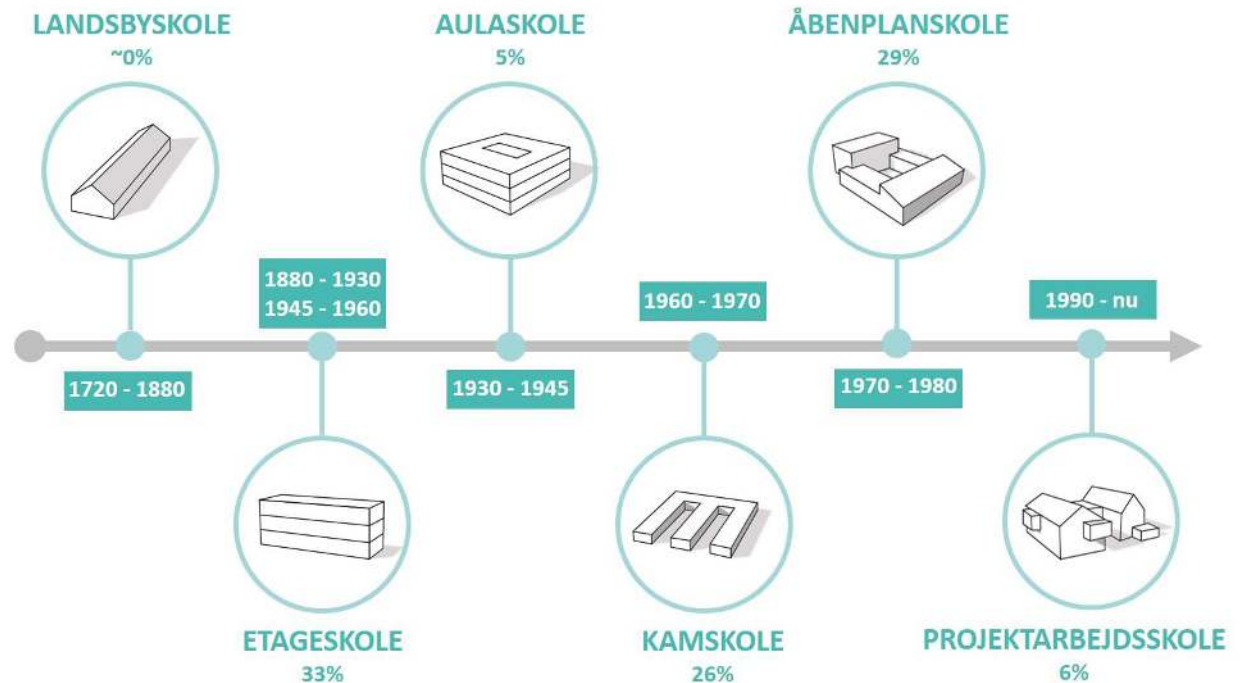 LANDSBYSKOLE
~0%
AULASKOLE
5%
ÅBENPLANSKOLE
29%
1880 - 1930
1945 - 1960
1960 - 1970
1990 - nu
1720 - 1880
1930 - 1945
1970 - 1980
ETAGESKOLE
33%
KAMSKOLE
26%
PROJEKTARBEJDSSKOLE
6%